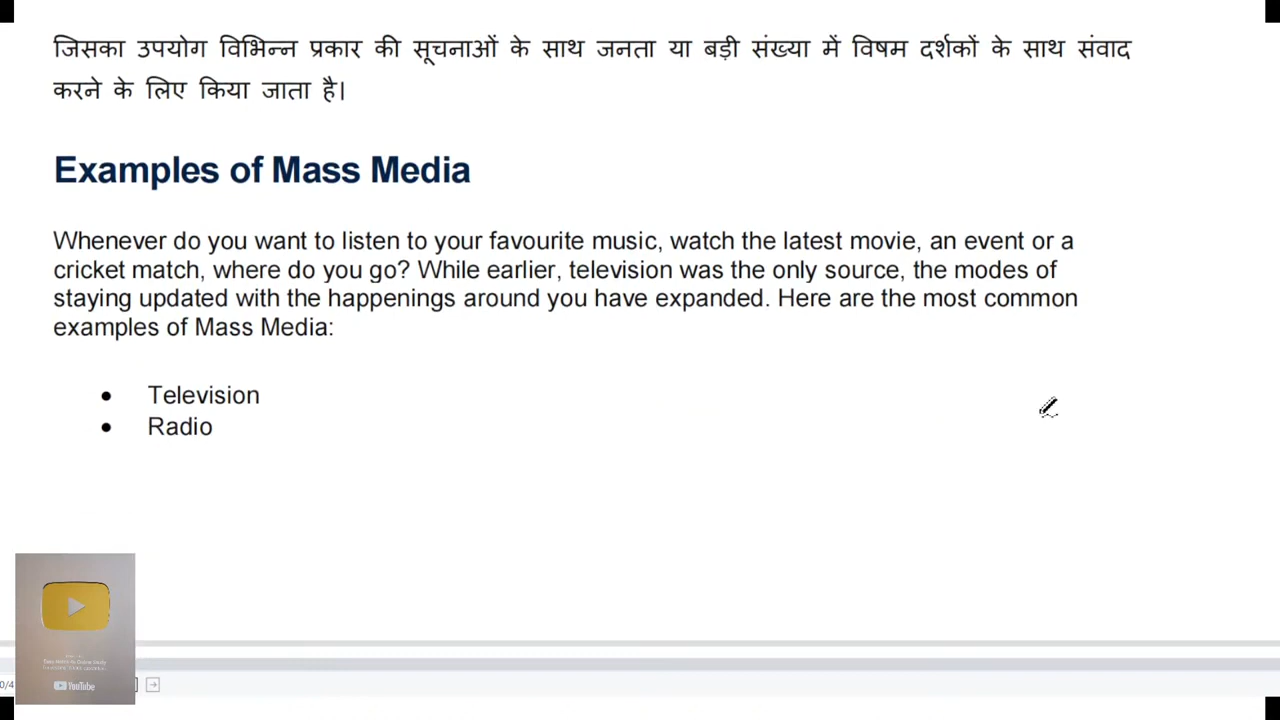 जिसका उपयोग विभिन्न प्रकार की सूचनाओं के साथ जनता या बड़ी संख्या में विषम दर्शकों के साथ संवाद
करने के लिए किया जाता है।
Examples of Mass Media
Whenever do you want to listen to your favourite music, watch the latest movie, an event or a
cricket match, where do you go? While earlier, television was the only source, the modes of
staying updated with the happenings around you have expanded. Here are the most common
examples of Mass Media:
• Television
• Radio
YouTube
0/4